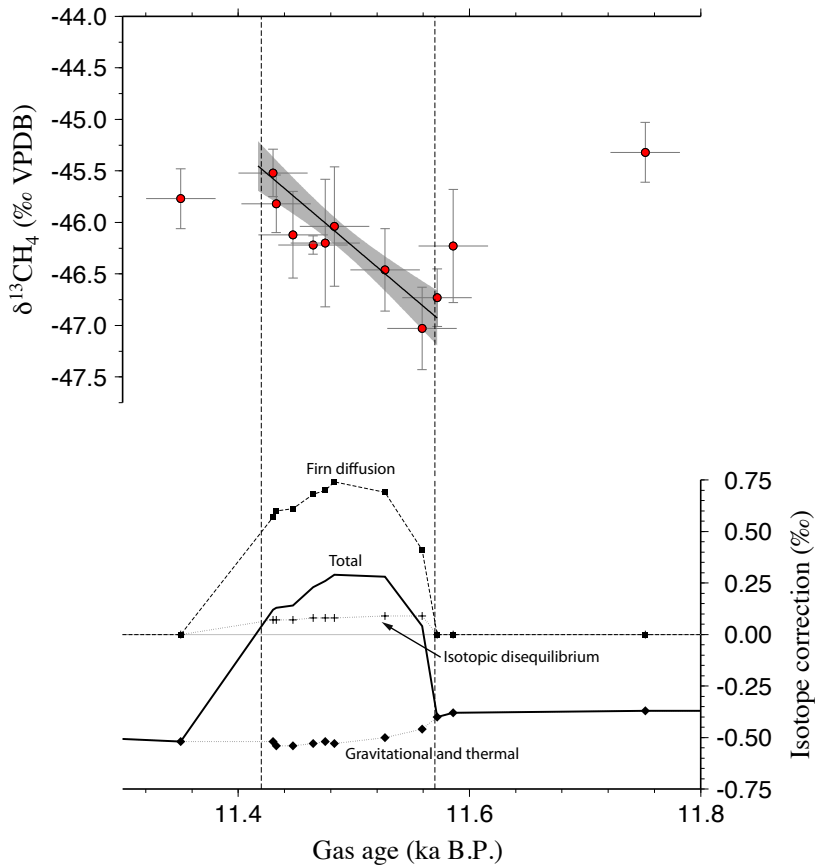 -44.0
-44.5
-45.0
-45.5
-46.0
-46.5
-47.0
-47.5
δ13CH4 (‰ VPDB)
Firn diffusion
Total
Isotopic disequilibrium
Gravitational and thermal
0.75
0.50
0.25
0.00
-0.25
-0.50
-0.75
Isotope correction (‰)
11.4
11.6
11.8
Gas age (ka B.P.)